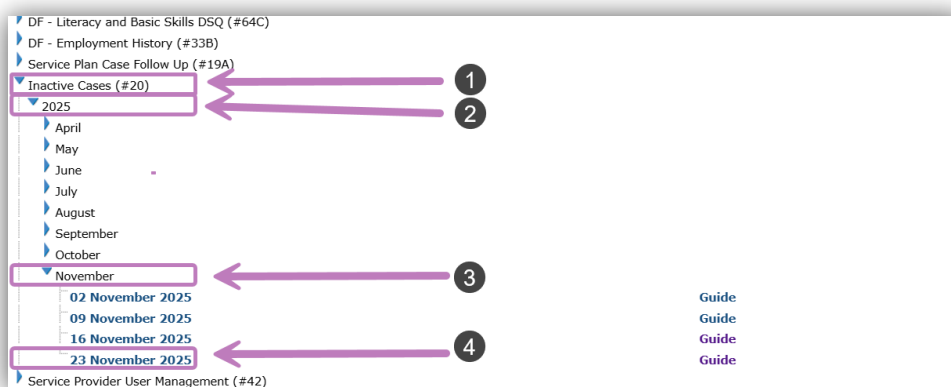 DF - Literacy and Basic Skills DSQ (#64C)
DF - Employment History (#33B)
Service Plan Case Follow Up (#19A)
Inactive Cases (#20) 1
2025 2
April
May
June
July
August
September
October
November 3
02 November 2025 Guide
09 November 2025 Guide
16 November 2025 Guide
4
23 November 2025 Guide
Service Provider User Management (#42)